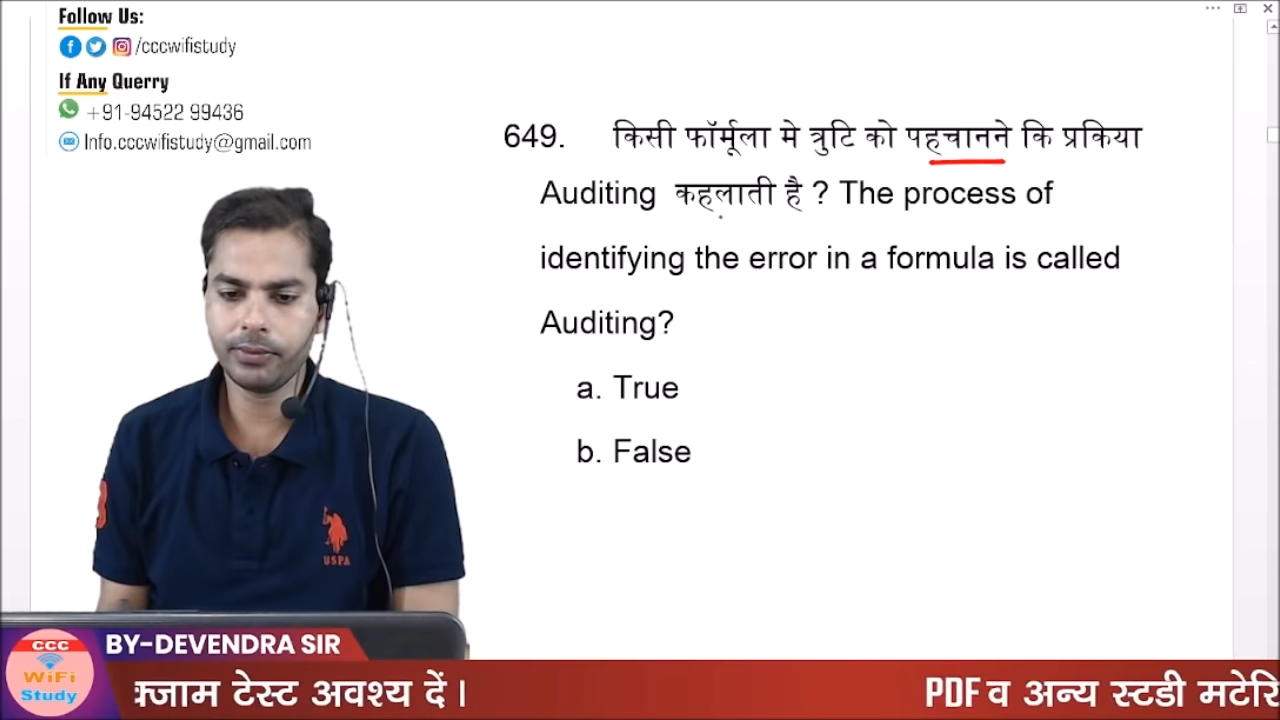 Follow Us:
/cccwifistudy
If Any Querry
+91-94522 99436
Info.cccwifistudy@gmail.com
649. किसी फॉर्मूला मे त्रुटि को पहचानने कि प्रकिया
Auditing कहलाती है ? The process of
identifying the error in a formula is called
Auditing?
a. True
b. False
USPA
3
CCC
WiFi
Study
BY-DEVENDRA SIR
क्जाम टेस्ट अवश्य दें।
PDF व अन्य स्टडी मटेरि